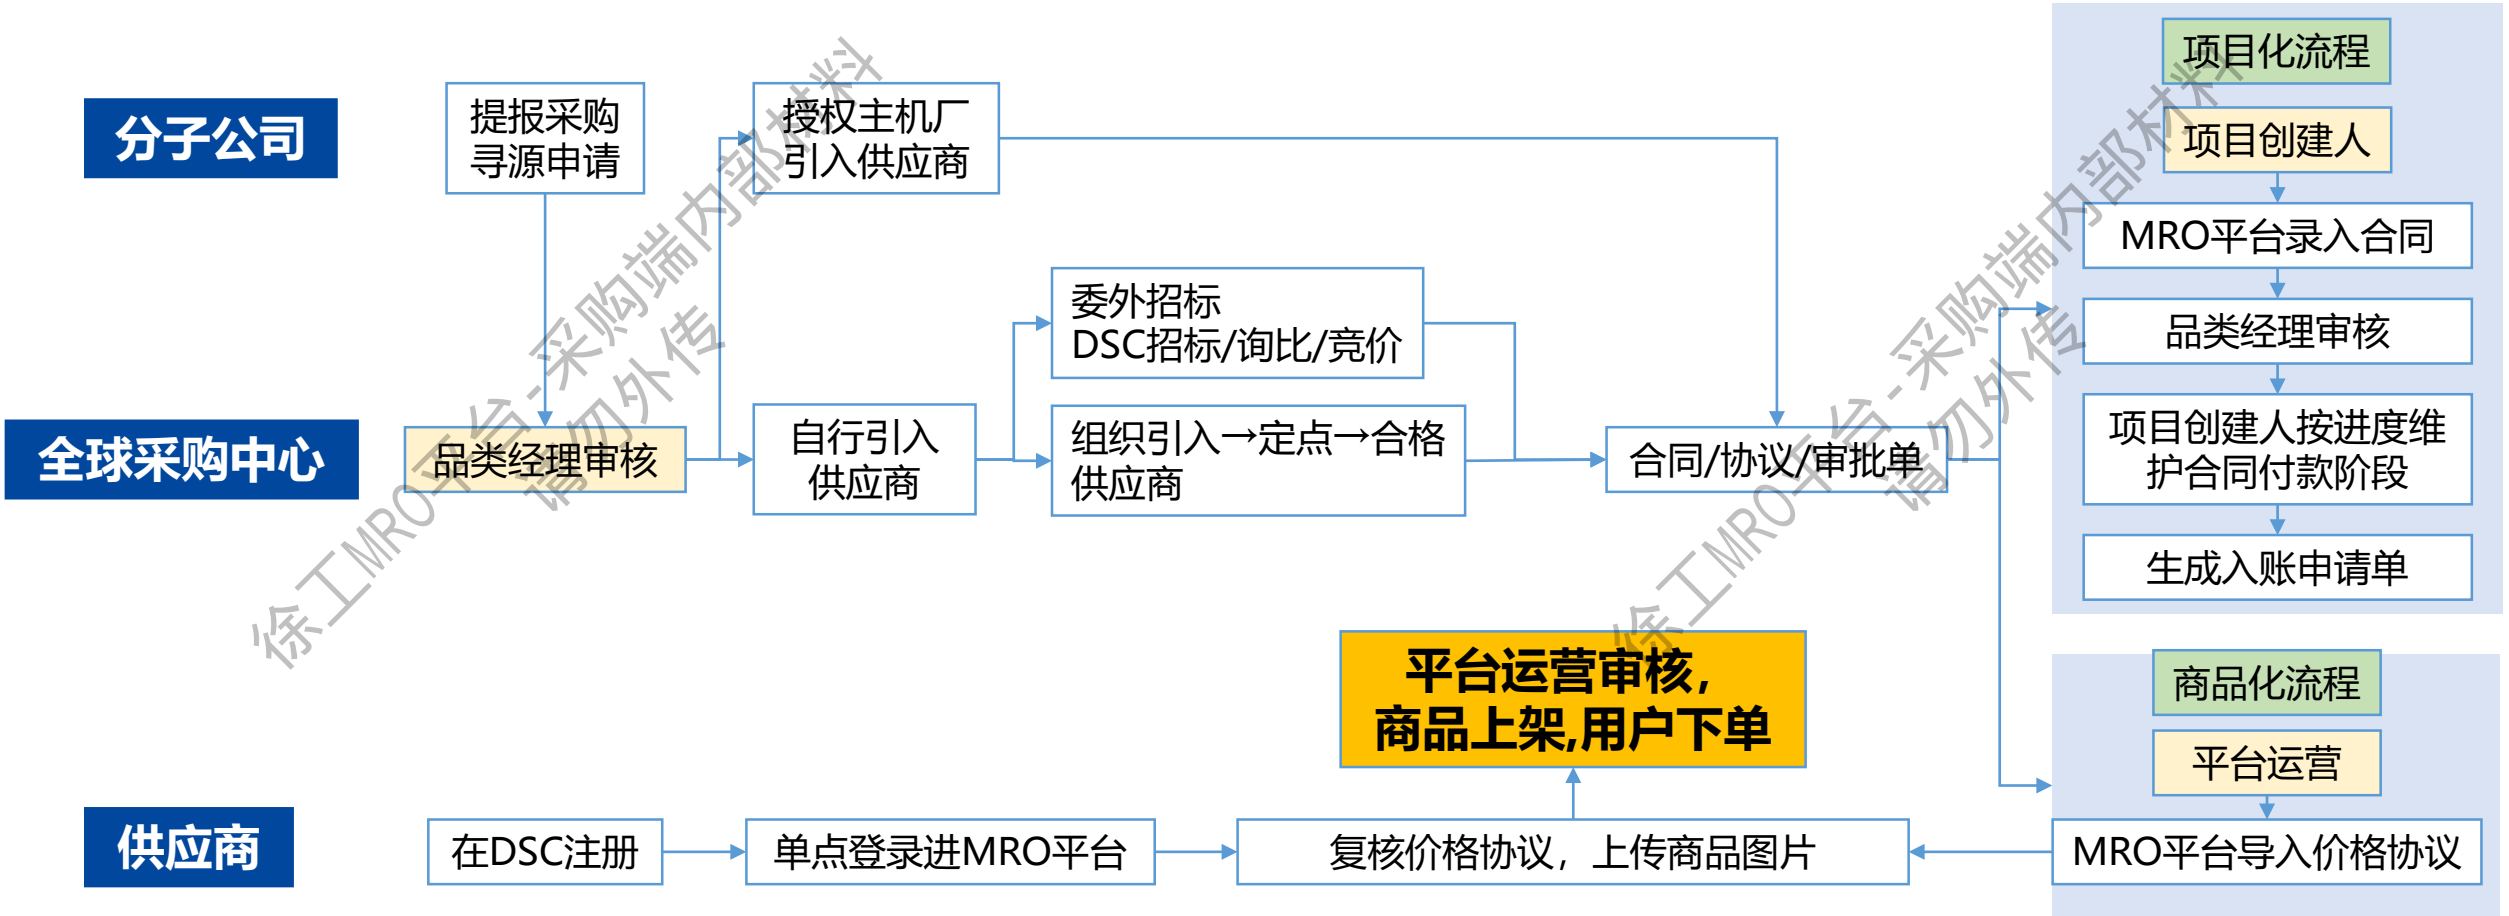 分子公司
提报采购
寻源申请
授权主机厂
引入供应商
全球采购中心
品类经理审核
自行引入
供应商
委外招标
DSC招标/询比/竞价
组织引入→定点→合格
供应商
合同/协议/审批单
项目化流程
项目创建人
MRO平台录入合同
品类经理审核
项目创建人按进度维
护合同付款阶段
生成入账申请单
商品化流程
平台运营
MRO平台导入价格协议
平台运营审核，
商品上架,用户下单
供应商
在DSC注册
单点登录进MRO平台
复核价格协议，上传商品图片
徐工MRO平台-采购端内部材料
请勿外传
徐工MRO平台-采购端内部材料
请勿外传